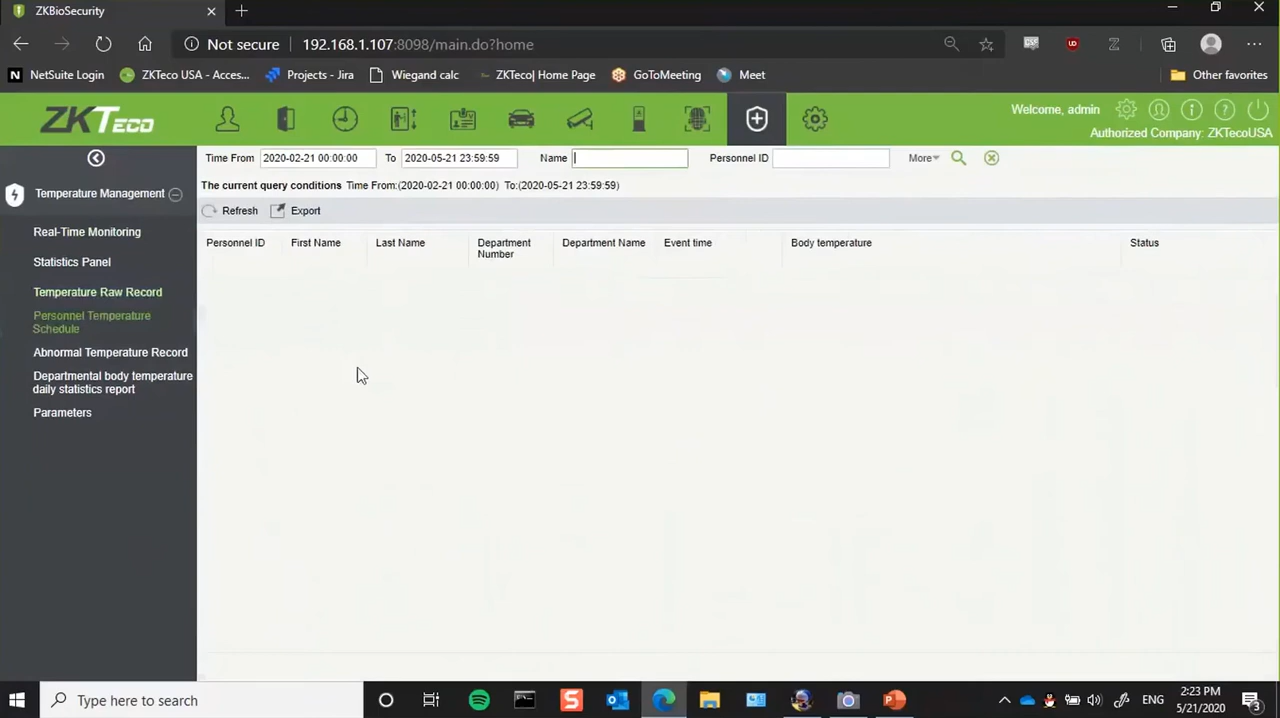 ZKBioSecurity
Not secure 192.168.1.107:8098/main.do?home
NetSuite Login ZKTeco USA - Acces... Projects - Jira Wiegand calc ZKTeco| Home Page GoToMeeting Meet Other favorites
ZKTECO
Welcome, admin
Authorized Company: ZKTecoUSA
Time From 2020-02-21 00:00:00 To 2020-05-21 23:59:59 Name Personnel ID More
The current query conditions Time From:(2020-02-21 00:00:00) To:(2020-05-21 23:59:59)
Refresh Export
Personnel ID First Name Last Name Department Number Department Name Event time Body temperature Status
Temperature Management
Real-Time Monitoring
Statistics Panel
Temperature Raw Record
Personnel Temperature
Schedule
Abnormal Temperature Record
Departmental body temperature
daily statistics report
Parameters
Type here to search
ENG
2:23 PM
5/21/2020
3